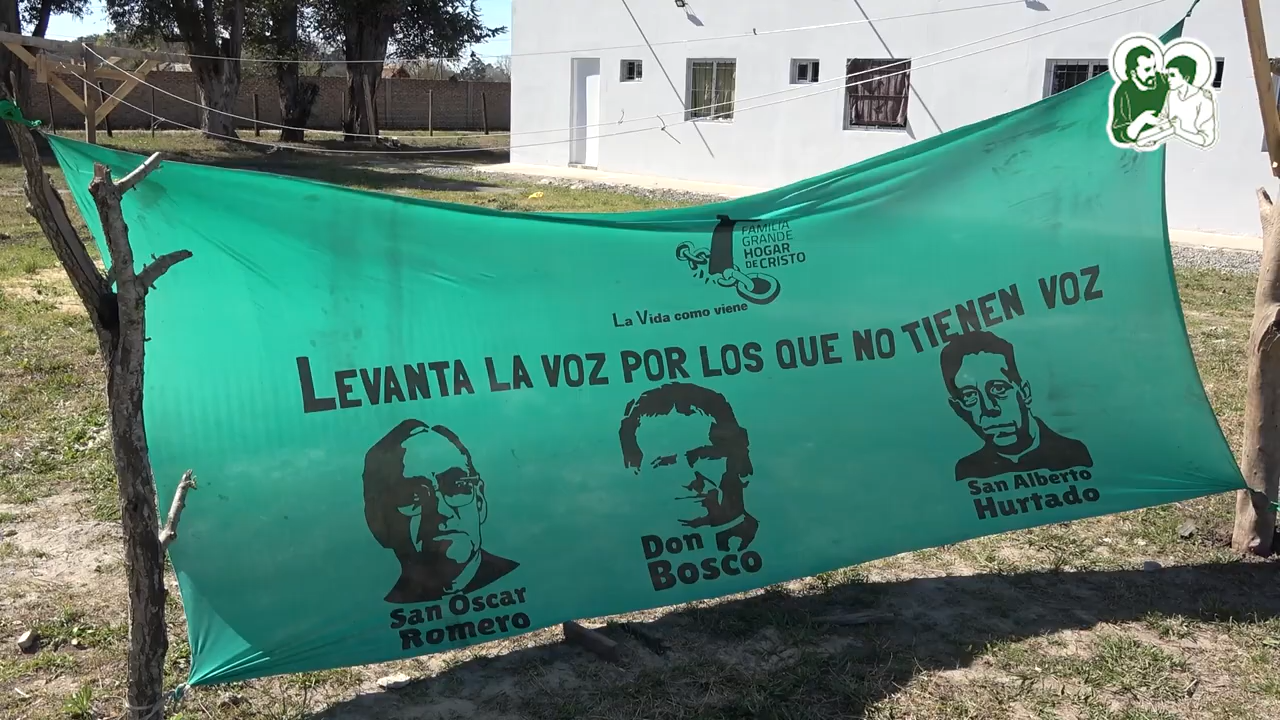 FAMILIA
GRANDE
HOGAR
DE CRISTO
La Vida como viene
LEVANTA LA VOZ POR LOS QUE NO TIENEN VOZ
San Oscar
Romero
Don
Bosco
San Alberto
Hurtado